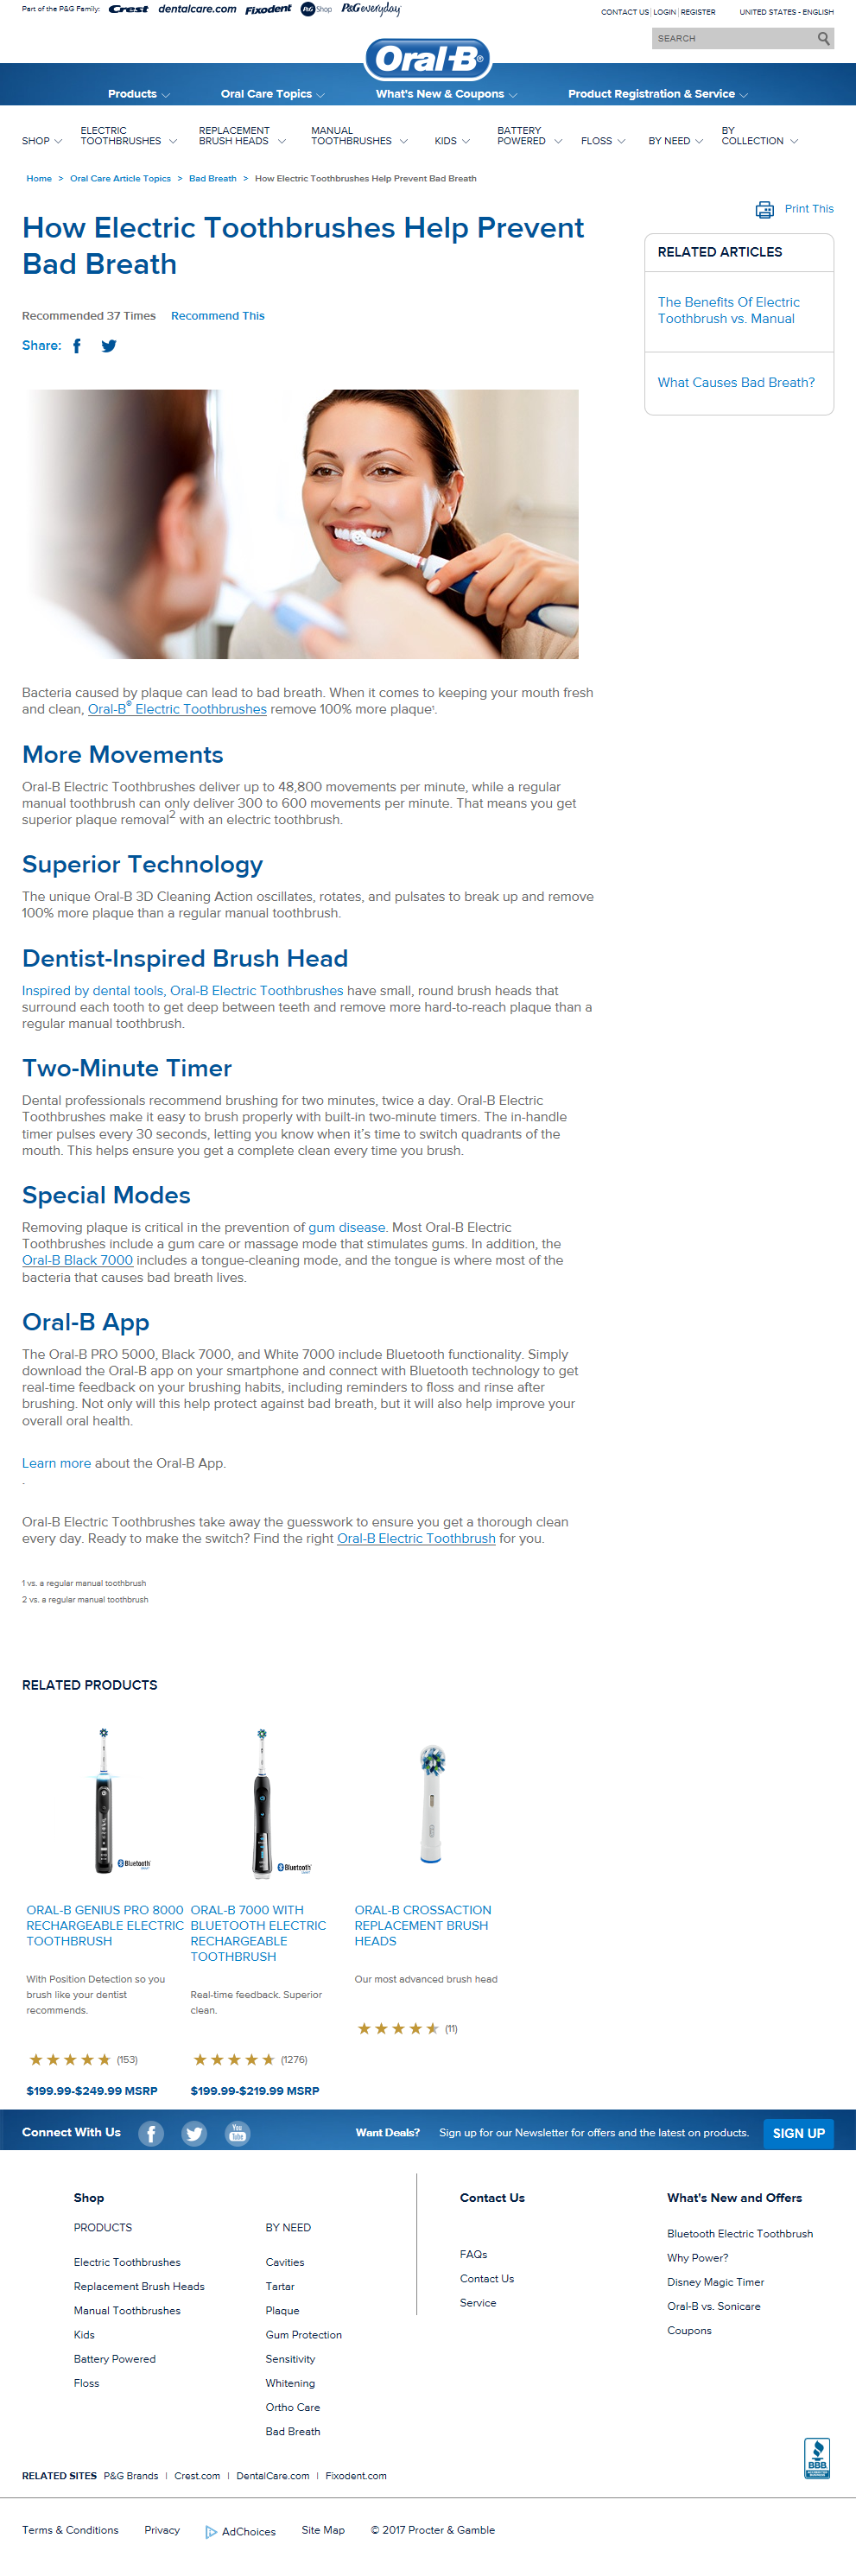 Part of the P&G Family: Crest dentalcare.com Fixodent P&G Shop P&G everyday
CONTACT US | LOGIN | REGISTER UNITED STATES - ENGLISH
SEARCH
Oral-B®
Products Oral Care Topics What's New & Coupons Product Registration & Service
SHOP
ELECTRIC
TOOTHBRUSHES
REPLACEMENT
BRUSH HEADS
MANUAL
TOOTHBRUSHES
KIDS
BATTERY
POWERED
FLOSS
BY NEED
BY
COLLECTION
Home > Oral Care Article Topics > Bad Breath > How Electric Toothbrushes Help Prevent Bad Breath
Print This
How Electric Toothbrushes Help Prevent
Bad Breath
Recommended 37 Times Recommend This
Share:
RELATED ARTICLES
The Benefits Of Electric
Toothbrush vs. Manual
What Causes Bad Breath?
Bacteria caused by plaque can lead to bad breath. When it comes to keeping your mouth fresh
and clean, Oral-B® Electric Toothbrushes remove 100% more plaque¹.
More Movements
Oral-B Electric Toothbrushes deliver up to 48,800 movements per minute, while a regular
manual toothbrush can only deliver 300 to 600 movements per minute. That means you get
superior plaque removal² with an electric toothbrush.
Superior Technology
The unique Oral-B 3D Cleaning Action oscillates, rotates, and pulsates to break up and remove
100% more plaque than a regular manual toothbrush.
Dentist-Inspired Brush Head
Inspired by dental tools, Oral-B Electric Toothbrushes have small, round brush heads that
surround each tooth to get deep between teeth and remove more hard-to-reach plaque than a
regular manual toothbrush.
Two-Minute Timer
Dental professionals recommend brushing for two minutes, twice a day. Oral-B Electric
Toothbrushes make it easy to brush properly with built-in two-minute timers. The in-handle
timer pulses every 30 seconds, letting you know when it's time to switch quadrants of the
mouth. This helps ensure you get a complete clean every time you brush.
Special Modes
Removing plaque is critical in the prevention of gum disease. Most Oral-B Electric
Toothbrushes include a gum care or massage mode that stimulates gums. In addition, the
Oral-B Black 7000 includes a tongue-cleaning mode, and the tongue is where most of the
bacteria that causes bad breath lives.
Oral-B App
The Oral-B PRO 5000, Black 7000, and White 7000 include Bluetooth functionality. Simply
download the Oral-B app on your smartphone and connect with Bluetooth technology to get
real-time feedback on your brushing habits, including reminders to floss and rinse after
brushing. Not only will this help protect against bad breath, but it will also help improve your
overall oral health.
Learn more about the Oral-B App.
.
Oral-B Electric Toothbrushes take away the guesswork to ensure you get a thorough clean
every day. Ready to make the switch? Find the right Oral-B Electric Toothbrush for you.
1 vs. a regular manual toothbrush
2 vs. a regular manual toothbrush
RELATED PRODUCTS
Bluetooth
Bluetooth
ORAL-B GENIUS PRO 8000
RECHARGEABLE ELECTRIC
TOOTHBRUSH
With Position Detection so you
brush like your dentist
recommends.
(153)
$199.99-$249.99 MSRP
ORAL-B 7000 WITH
BLUETOOTH ELECTRIC
RECHARGEABLE
TOOTHBRUSH
Real-time feedback. Superior
clean.
(1276)
$199.99-$219.99 MSRP
ORAL-B CROSSACTION
REPLACEMENT BRUSH
HEADS
Our most advanced brush head
(11)
Connect With Us You Tube Want Deals? Sign up for our Newsletter for offers and the latest on products. SIGN UP
Shop
PRODUCTS
Electric Toothbrushes
Replacement Brush Heads
Manual Toothbrushes
Kids
Battery Powered
Floss
BY NEED
Cavities
Tartar
Plaque
Gum Protection
Sensitivity
Whitening
Ortho Care
Bad Breath
Contact Us
FAQs
Contact Us
Service
What's New and Offers
Bluetooth Electric Toothbrush
Why Power?
Disney Magic Timer
Oral-B vs. Sonicare
Coupons
BBB
RELATED SITES P&G Brands | Crest.com | DentalCare.com | Fixodent.com
Terms & Conditions Privacy AdChoices Site Map © 2017 Procter & Gamble